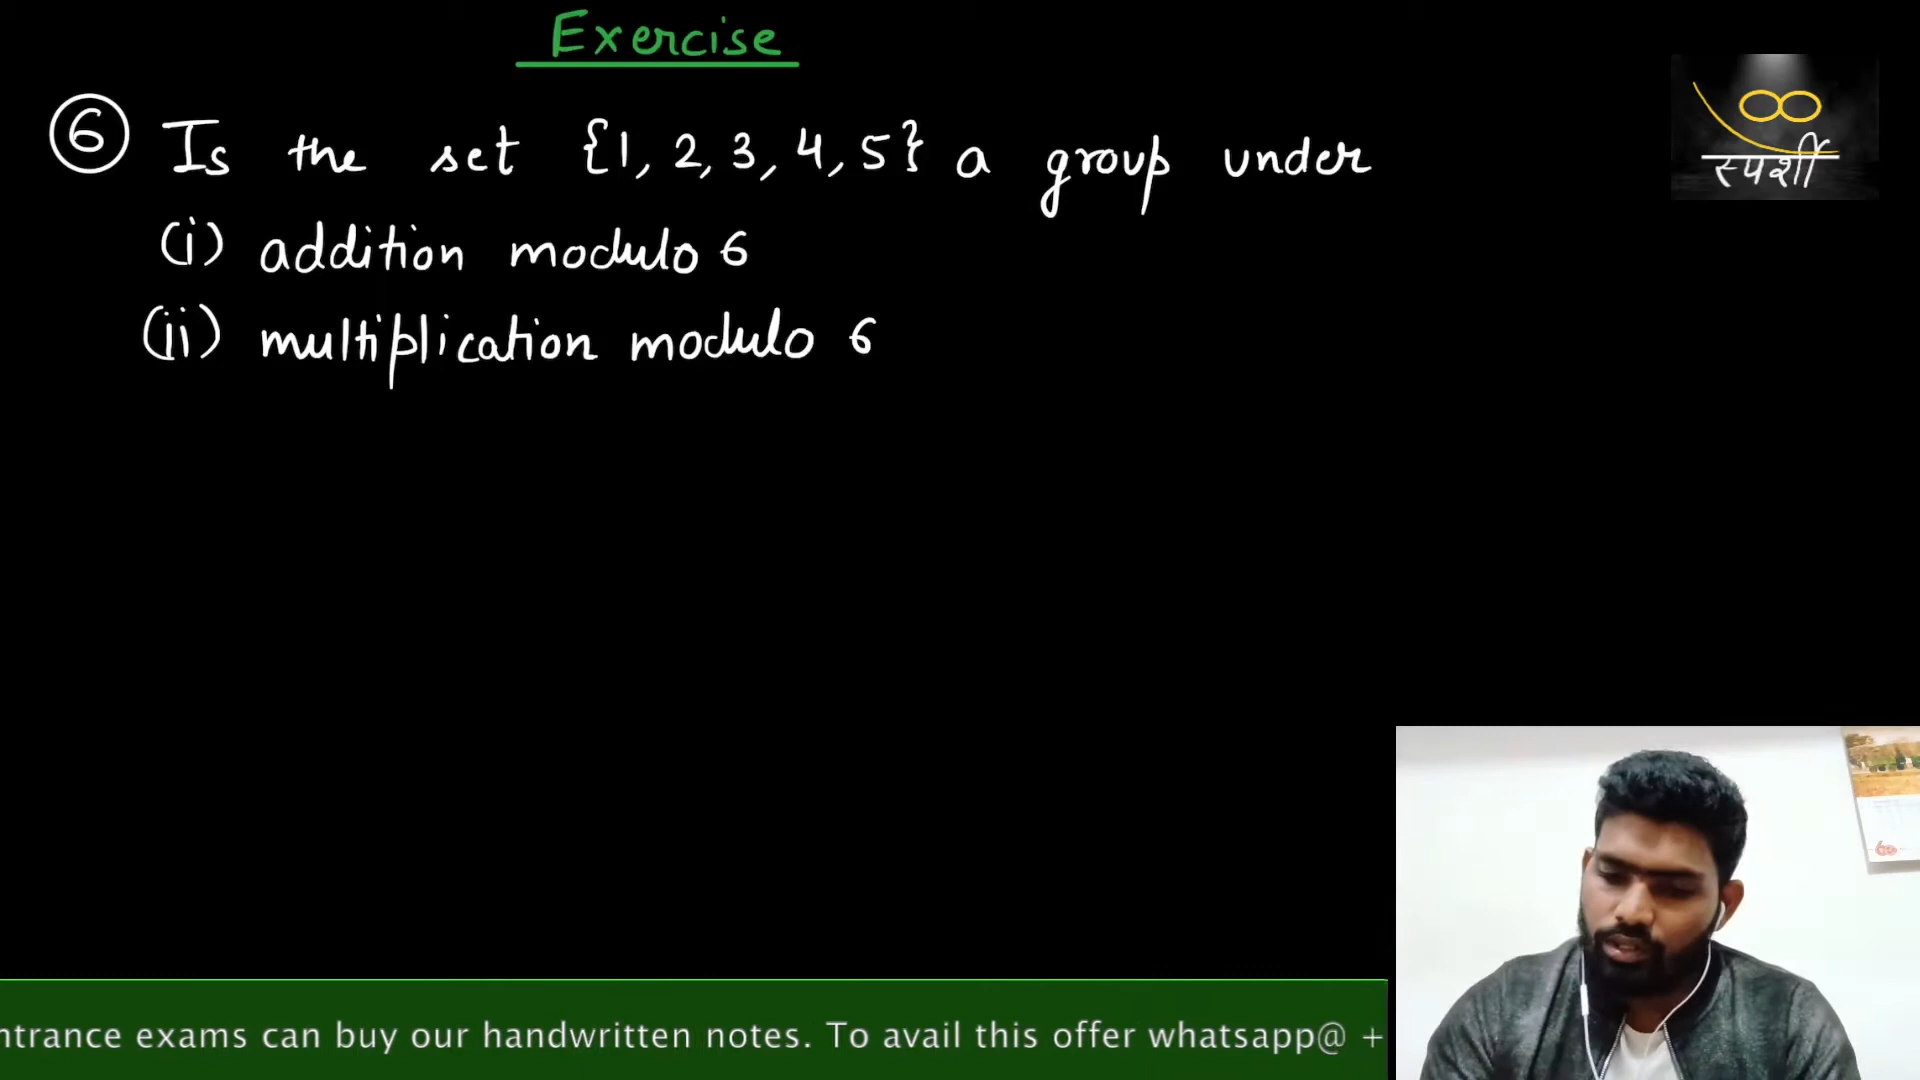 Exercise
6 Is the set {1, 2, 3, 4, 5} a group under
(i) addition modulo 6
(ii) multiplication modulo 6
स्पर्शी
ntrance exams can buy our handwritten notes. To avail this offer whatsapp@ +